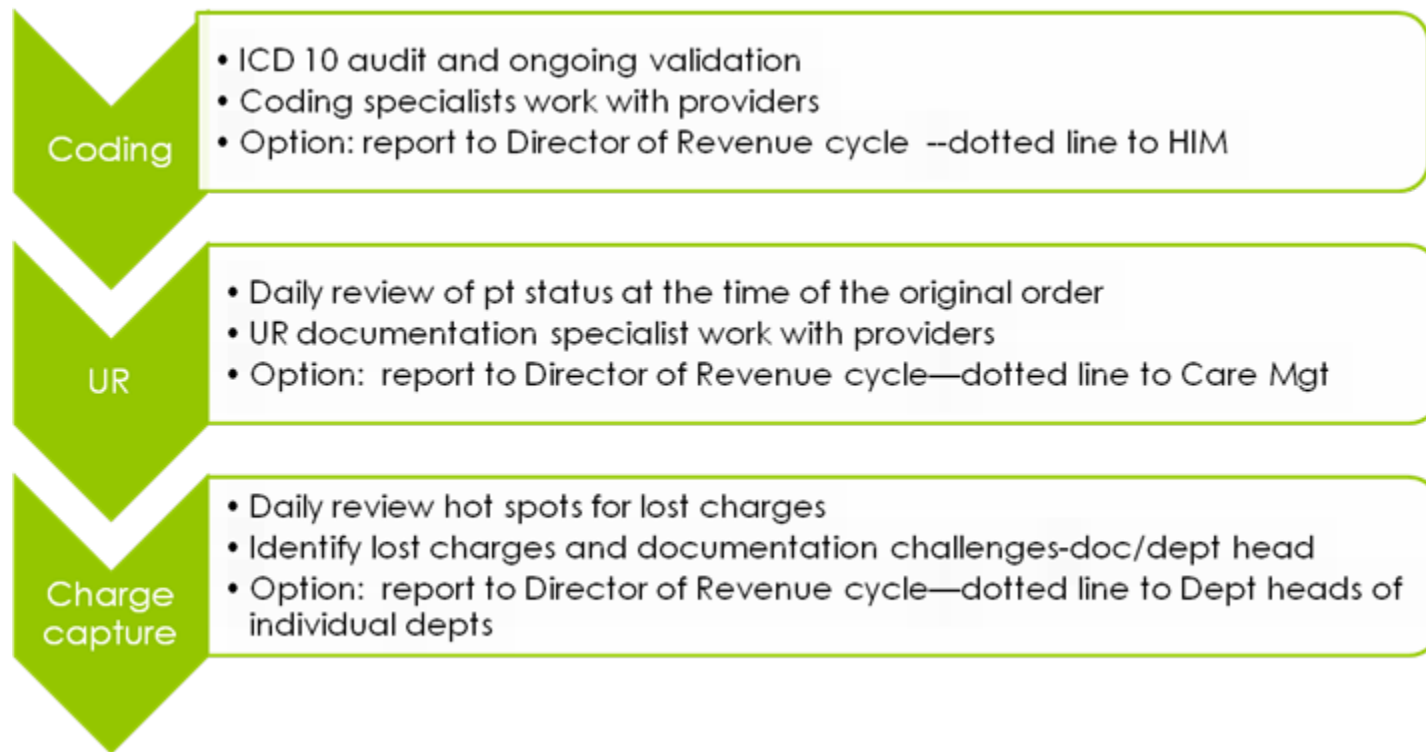 Coding
• ICD 10 audit and ongoing validation
• Coding specialists work with providers
• Option: report to Director of Revenue cycle --dotted line to HIM
UR
• Daily review of pt status at the time of the original order
• UR documentation specialist work with providers
• Option: report to Director of Revenue cycle—dotted line to Care Mgt
Charge
capture
• Daily review hot spots for lost charges
• Identify lost charges and documentation challenges-doc/dept head
• Option: report to Director of Revenue cycle—dotted line to Dept heads of
individual depts